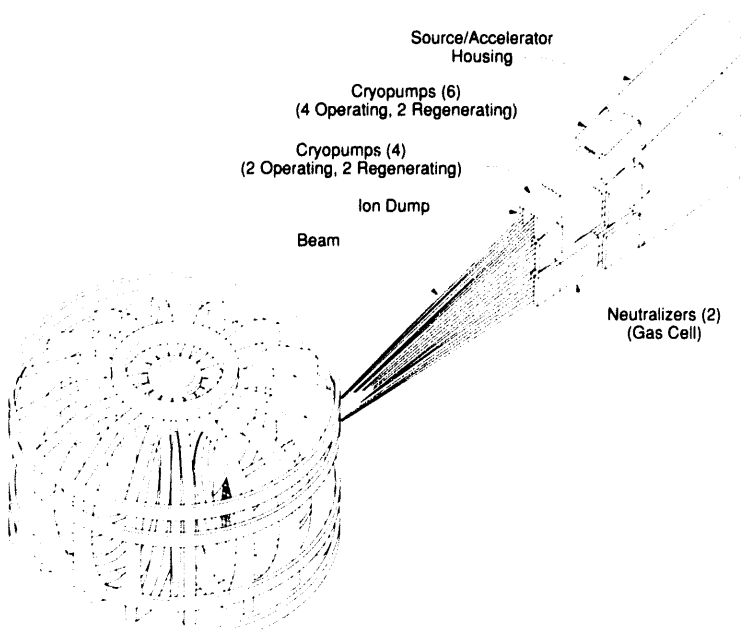 Source/Accelerator
Housing
Cryopumps (6)
(4 Operating, 2 Regenerating)
Cryopumps (4)
(2 Operating, 2 Regenerating)
Ion Dump
Beam
Neutralizers (2)
(Gas Cell)